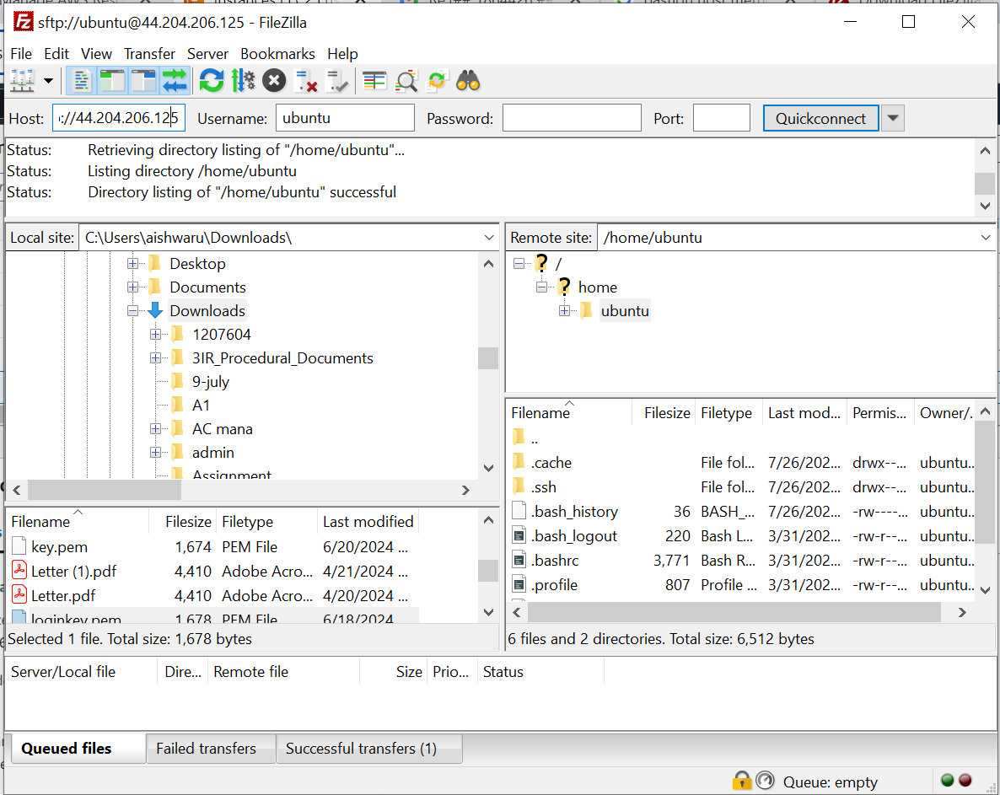 sftp://ubuntu@44.204.206.125 - FileZilla
File Edit View Transfer Server Bookmarks Help
Host: ://44.204.206.125 Username: ubuntu Password: Port: Quickconnect
Status: Retrieving directory listing of "/home/ubuntu"...
Status: Listing directory /home/ubuntu
Status: Directory listing of "/home/ubuntu" successful
Local site: C:\Users\aishwaru\Downloads\
Desktop
Documents
Downloads
1207604
3IR_Procedural_Documents
9-july
A1
AC mana
admin
Assignment
Filename Filesize Filetype Last modified
key.pem 1,674 PEM File 6/20/2024 ...
Letter (1).pdf 4,410 Adobe Acro... 4/21/2024 ...
Letter.pdf 4,410 Adobe Acro... 4/20/2024 ...
loginkey.pem 1,678 PEM File 6/18/2024 ...
Selected 1 file. Total size: 1,678 bytes
Remote site: /home/ubuntu
/
home
ubuntu
Filename Filesize Filetype Last mod... Permis... Owner/.
..
.cache File fol... 7/26/202... drwx--... ubuntu..
.ssh File fol... 7/26/202... drwx--... ubuntu..
.bash_history 36 BASH_... 7/26/202... -rw----... ubuntu..
.bash_logout 220 Bash L... 3/31/202... -rw-r--... ubuntu..
.bashrc 3,771 Bash R... 3/31/202... -rw-r--... ubuntu..
.profile 807 Profile ... 3/31/202... -rw-r--... ubuntu..
6 files and 2 directories. Total size: 6,512 bytes
Server/Local file Dire... Remote file Size Prio... Status
Queued files Failed transfers Successful transfers (1)
Queue: empty